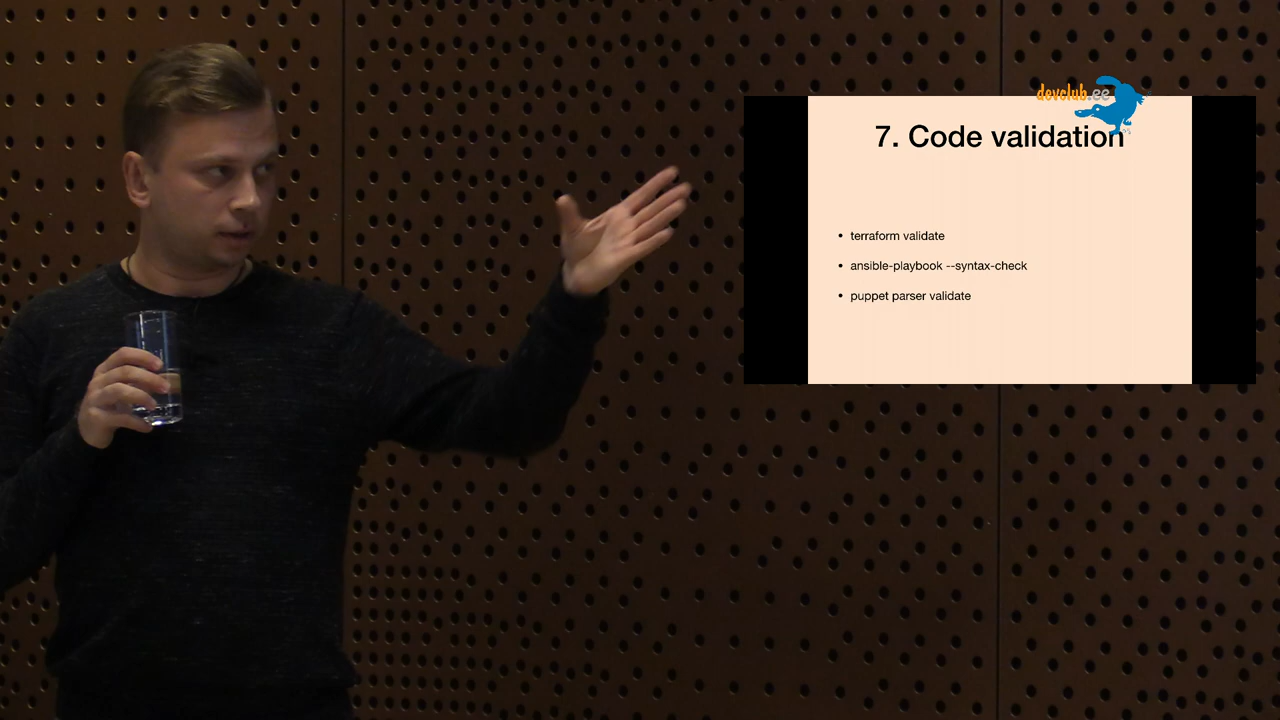 devclub.ee
7. Code validation
• terraform validate
• ansible-playbook --syntax-check
• puppet parser validate